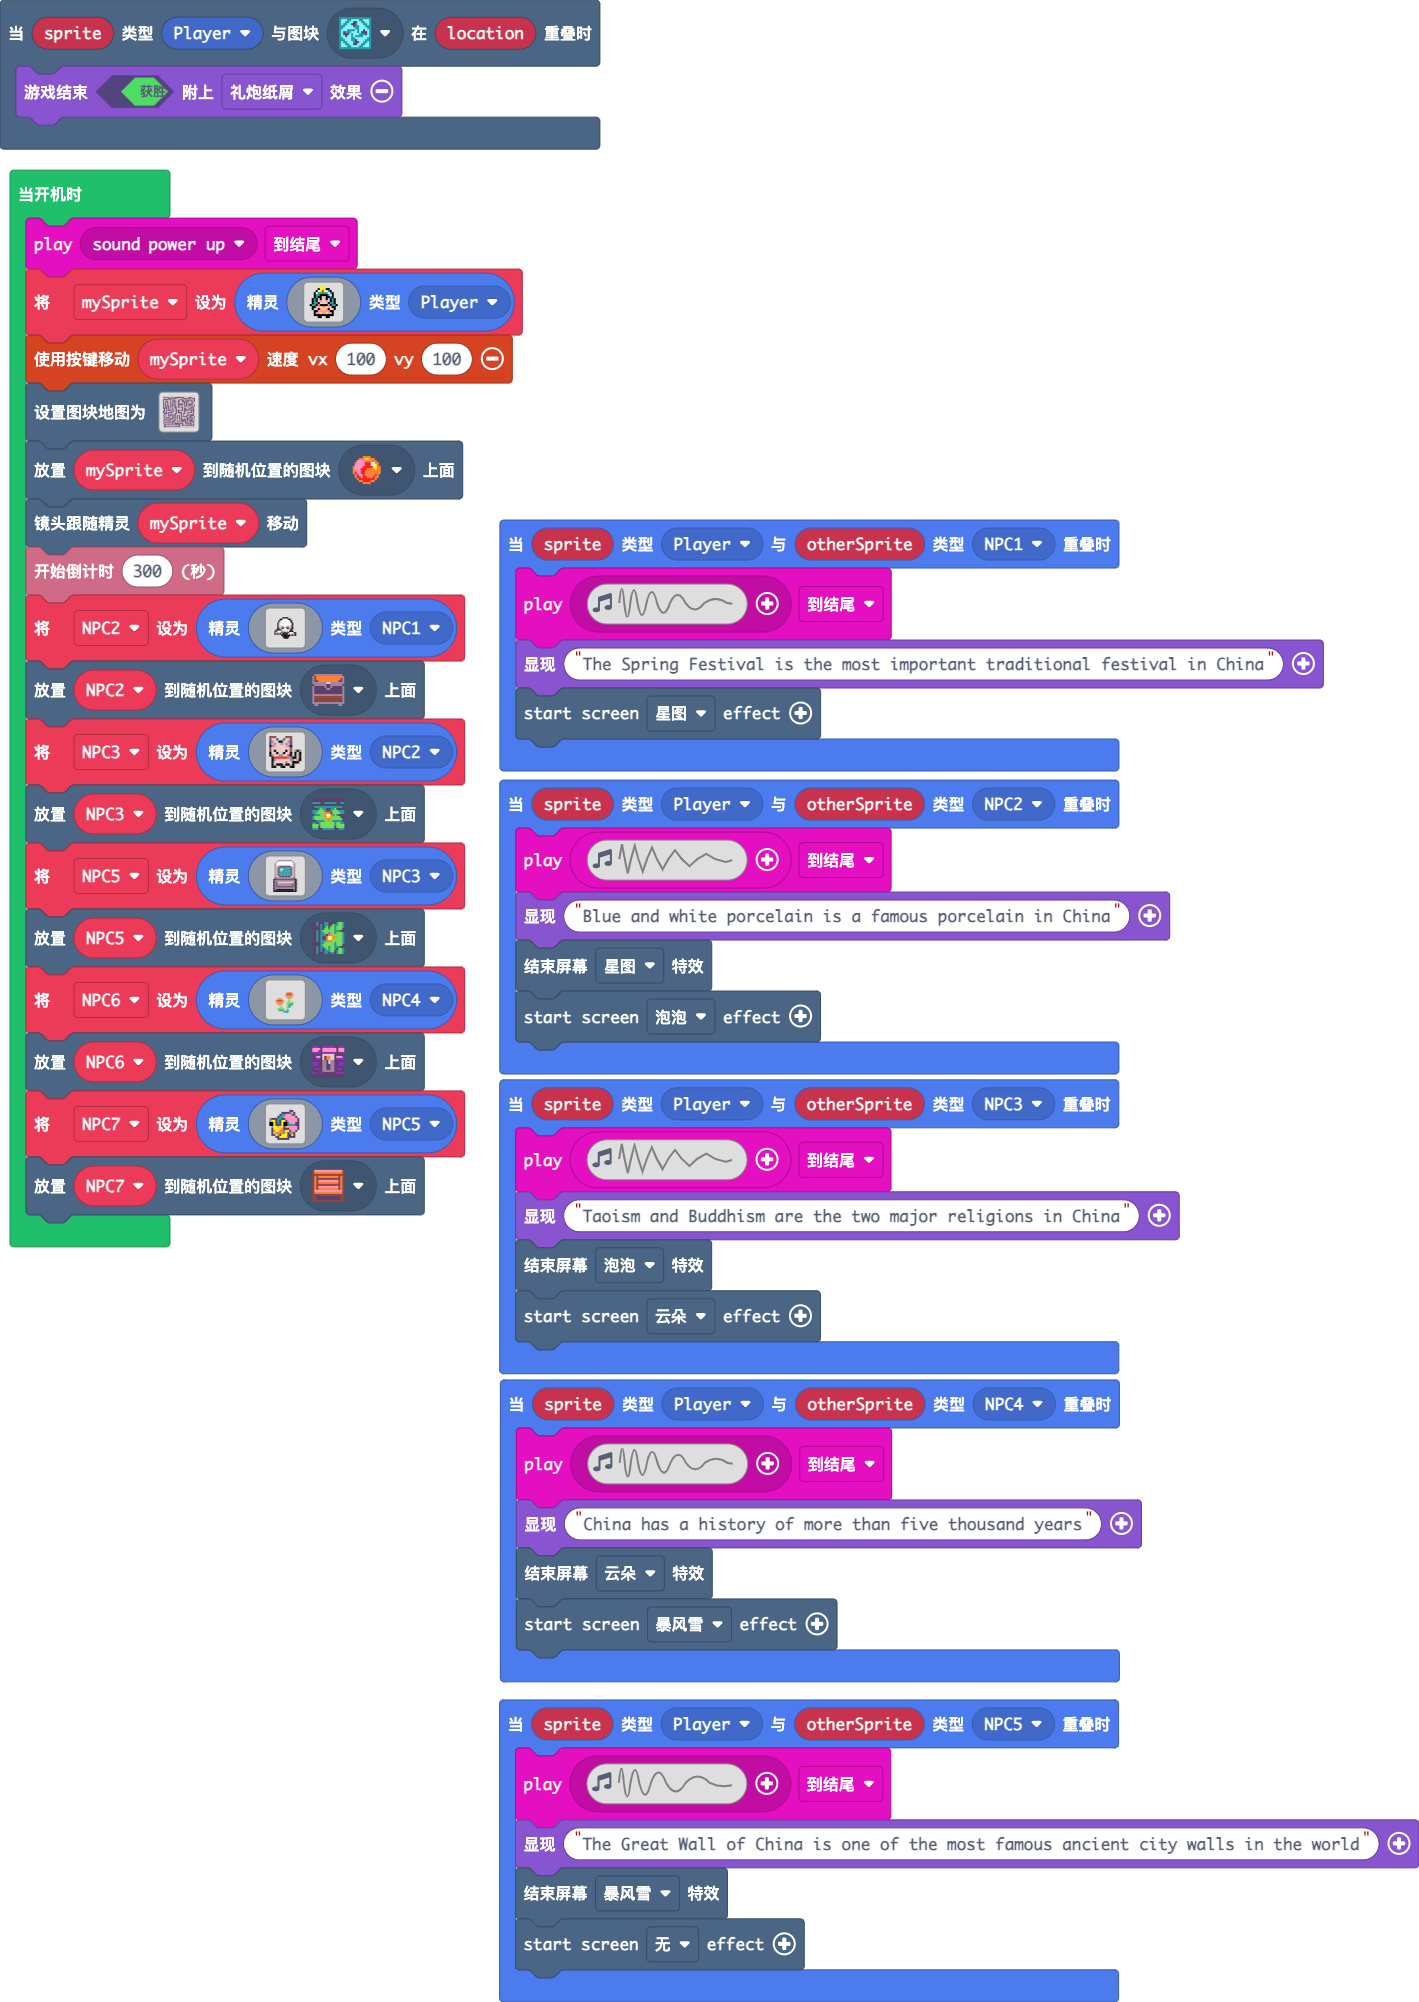 当 sprite 类型 Player 与图块 在 location 重叠时
游戏结束 获胜 附上 礼炮纸屑 效果
当开机时
play sound power up 到结尾
将 mySprite 设为 精灵 类型 Player
使用按键移动 mySprite 速度 vx 100 vy 100
设置图块地图为
放置 mySprite 到随机位置的图块 上面
镜头跟随精灵 mySprite 移动
开始倒计时 300 (秒)
将 NPC2 设为 精灵 类型 NPC1
放置 NPC2 到随机位置的图块 上面
将 NPC3 设为 精灵 类型 NPC2
放置 NPC3 到随机位置的图块 上面
将 NPC5 设为 精灵 类型 NPC3
放置 NPC5 到随机位置的图块 上面
将 NPC6 设为 精灵 类型 NPC4
放置 NPC6 到随机位置的图块 上面
将 NPC7 设为 精灵 类型 NPC5
放置 NPC7 到随机位置的图块 上面
当 sprite 类型 Player 与 otherSprite 类型 NPC1 重叠时
play 到结尾
显现 "The Spring Festival is the most important traditional festival in China"
start screen 星图 effect
当 sprite 类型 Player 与 otherSprite 类型 NPC2 重叠时
play 到结尾
显现 "Blue and white porcelain is a famous porcelain in China"
结束屏幕 星图 特效
start screen 泡泡 effect
当 sprite 类型 Player 与 otherSprite 类型 NPC3 重叠时
play 到结尾
显现 "Taoism and Buddhism are the two major religions in China"
结束屏幕 泡泡 特效
start screen 云朵 effect
当 sprite 类型 Player 与 otherSprite 类型 NPC4 重叠时
play 到结尾
显现 "China has a history of more than five thousand years"
结束屏幕 云朵 特效
start screen 暴风雪 effect
当 sprite 类型 Player 与 otherSprite 类型 NPC5 重叠时
play 到结尾
显现 "The Great Wall of China is one of the most famous ancient city walls in the world"
结束屏幕 暴风雪 特效
start screen 无 effect